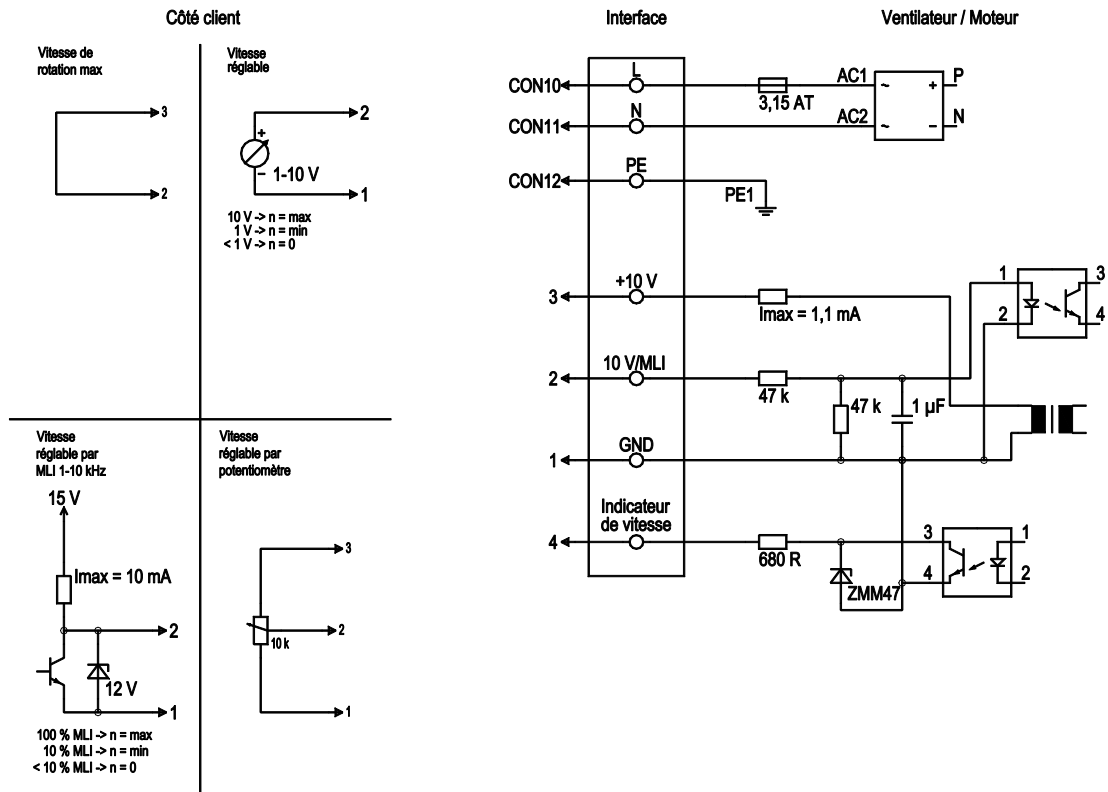 Côté client
Interface
Ventilateur / Moteur
Vitesse de
rotation max
3
2
Vitesse
réglable
2
+
−
1-10 V
1
10 V -> n = max
1 V -> n = min
< 1 V -> n = 0
Vitesse
réglable par
MLI 1-10 kHz
15 V
Imax = 10 mA
2
12 V
1
100 % MLI -> n = max
10 % MLI -> n = min
< 10 % MLI -> n = 0
Vitesse
réglable par
potentiomètre
3
2
10 k
1
CON10
L
3,15 AT
AC1
~
+
P
CON11
N
AC2
~
−
N
CON12
PE
PE1
3
+10 V
Imax = 1,1 mA
1
2
3
4
2
10 V/MLI
47 k
47 k
1 µF
1
GND
4
Indicateur
de vitesse
680 R
ZMM47
3
4
1
2